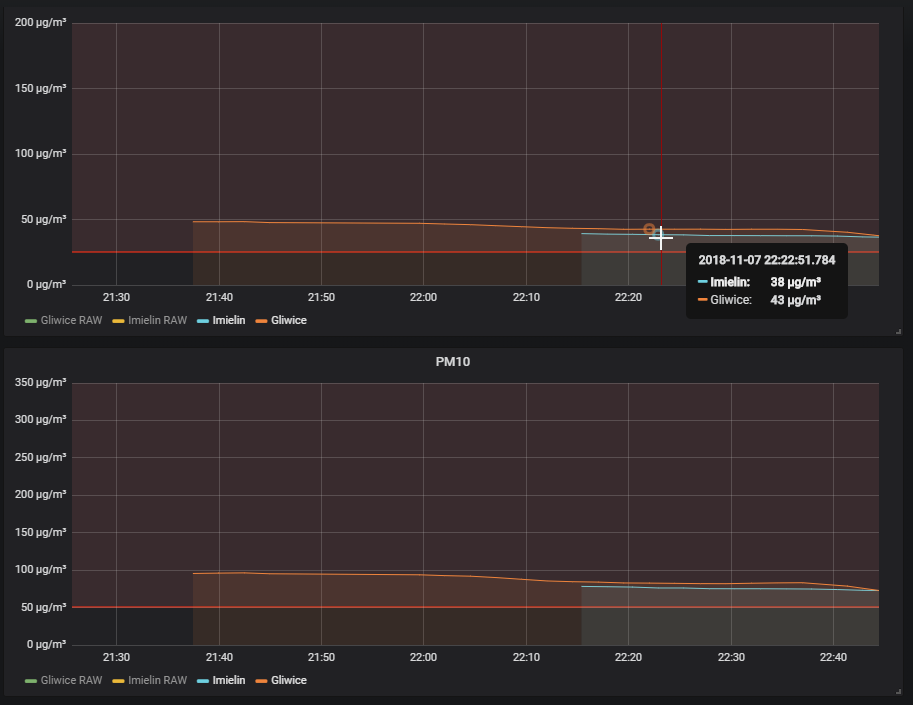 200 µg/m³
150 µg/m³
100 µg/m³
50 µg/m³
0 µg/m³
21:30 21:40 21:50 22:00 22:10 22:20
2018-11-07 22:22:51.784
Imielin: 38 µg/m³
Gliwice: 43 µg/m³
Gliwice RAW Imielin RAW Imielin Gliwice
PM10
350 µg/m³
300 µg/m³
250 µg/m³
200 µg/m³
150 µg/m³
100 µg/m³
50 µg/m³
0 µg/m³
21:30 21:40 21:50 22:00 22:10 22:20 22:30 22:40
Gliwice RAW Imielin RAW Imielin Gliwice